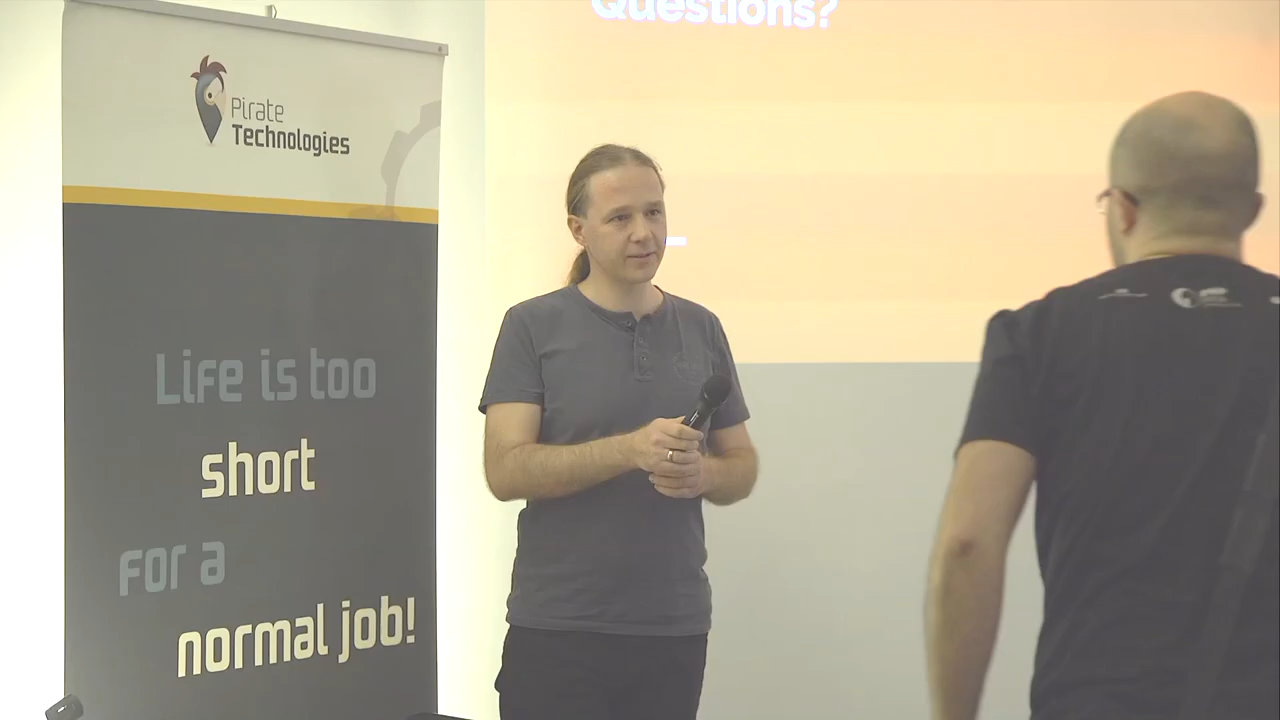 Questions?
Pirate
Technologies
Life is too
short
for a
normal job!